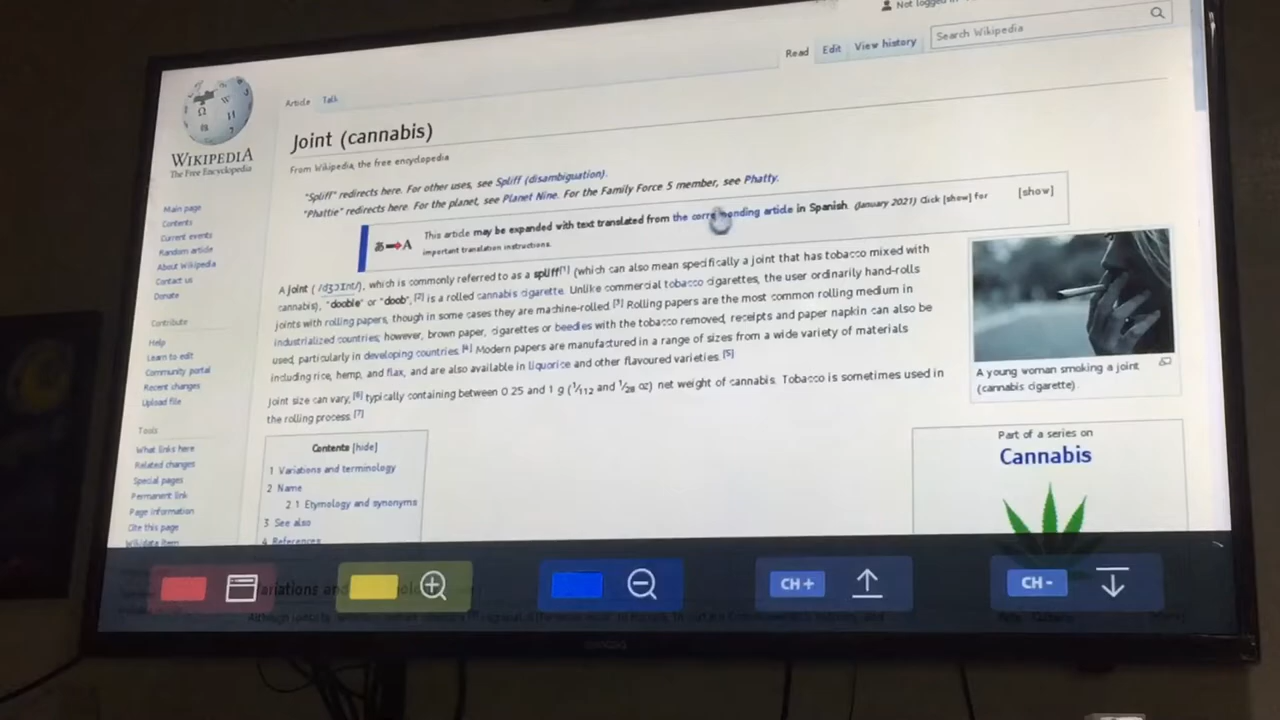 Not logged in
Read Edit View history Search Wikipedia
Article Talk
WIKIPEDIA
The Free Encyclopedia
Joint (cannabis)
From Wikipedia, the free encyclopedia
"Spliff" redirects here. For other uses, see Spliff (disambiguation).
"Phattie" redirects here. For the planet, see Planet Nine. For the Family Force 5 member, see Phatty.
This article may be expanded with text translated from the corresponding article in Spanish. (January 2021) Click [show] for [show]
important translation instructions.
A joint ( /dʒɔɪnt/), which is commonly referred to as a spliff[1] (which can also mean specifically a joint that has tobacco mixed with
cannabis), "doobie" or "doob", [2] is a rolled cannabis cigarette. Unlike commercial tobacco cigarettes, the user ordinarily hand-rolls
joints with rolling papers, though in some cases they are machine-rolled.[3] Rolling papers are the most common rolling medium in
industrialized countries; however, brown paper, cigarettes or beedies with the tobacco removed, receipts and paper napkin can also be
used, particularly in developing countries. [4] Modern papers are manufactured in a range of sizes from a wide variety of materials
including rice, hemp, and flax, and are also available in liquorice and other flavoured varieties. [5]
Joint size can vary, [6] typically containing between 0.25 and 1 g (1/112 and 1/28 oz) net weight of cannabis. Tobacco is sometimes used in
the rolling process. [7]
A young woman smoking a joint
(cannabis cigarette).
Part of a series on
Cannabis
Contents [hide]
1 Variations and terminology
2 Name
2.1 Etymology and synonyms
3 See also
4 References
Main page
Contents
Current events
Random article
About Wikipedia
Contact us
Donate
Contribute
Help
Learn to edit
Community portal
Recent changes
Upload file
Tools
What links here
Related changes
Special pages
Permanent link
Page information
Cite this page
Wikidata item
CH + CH -